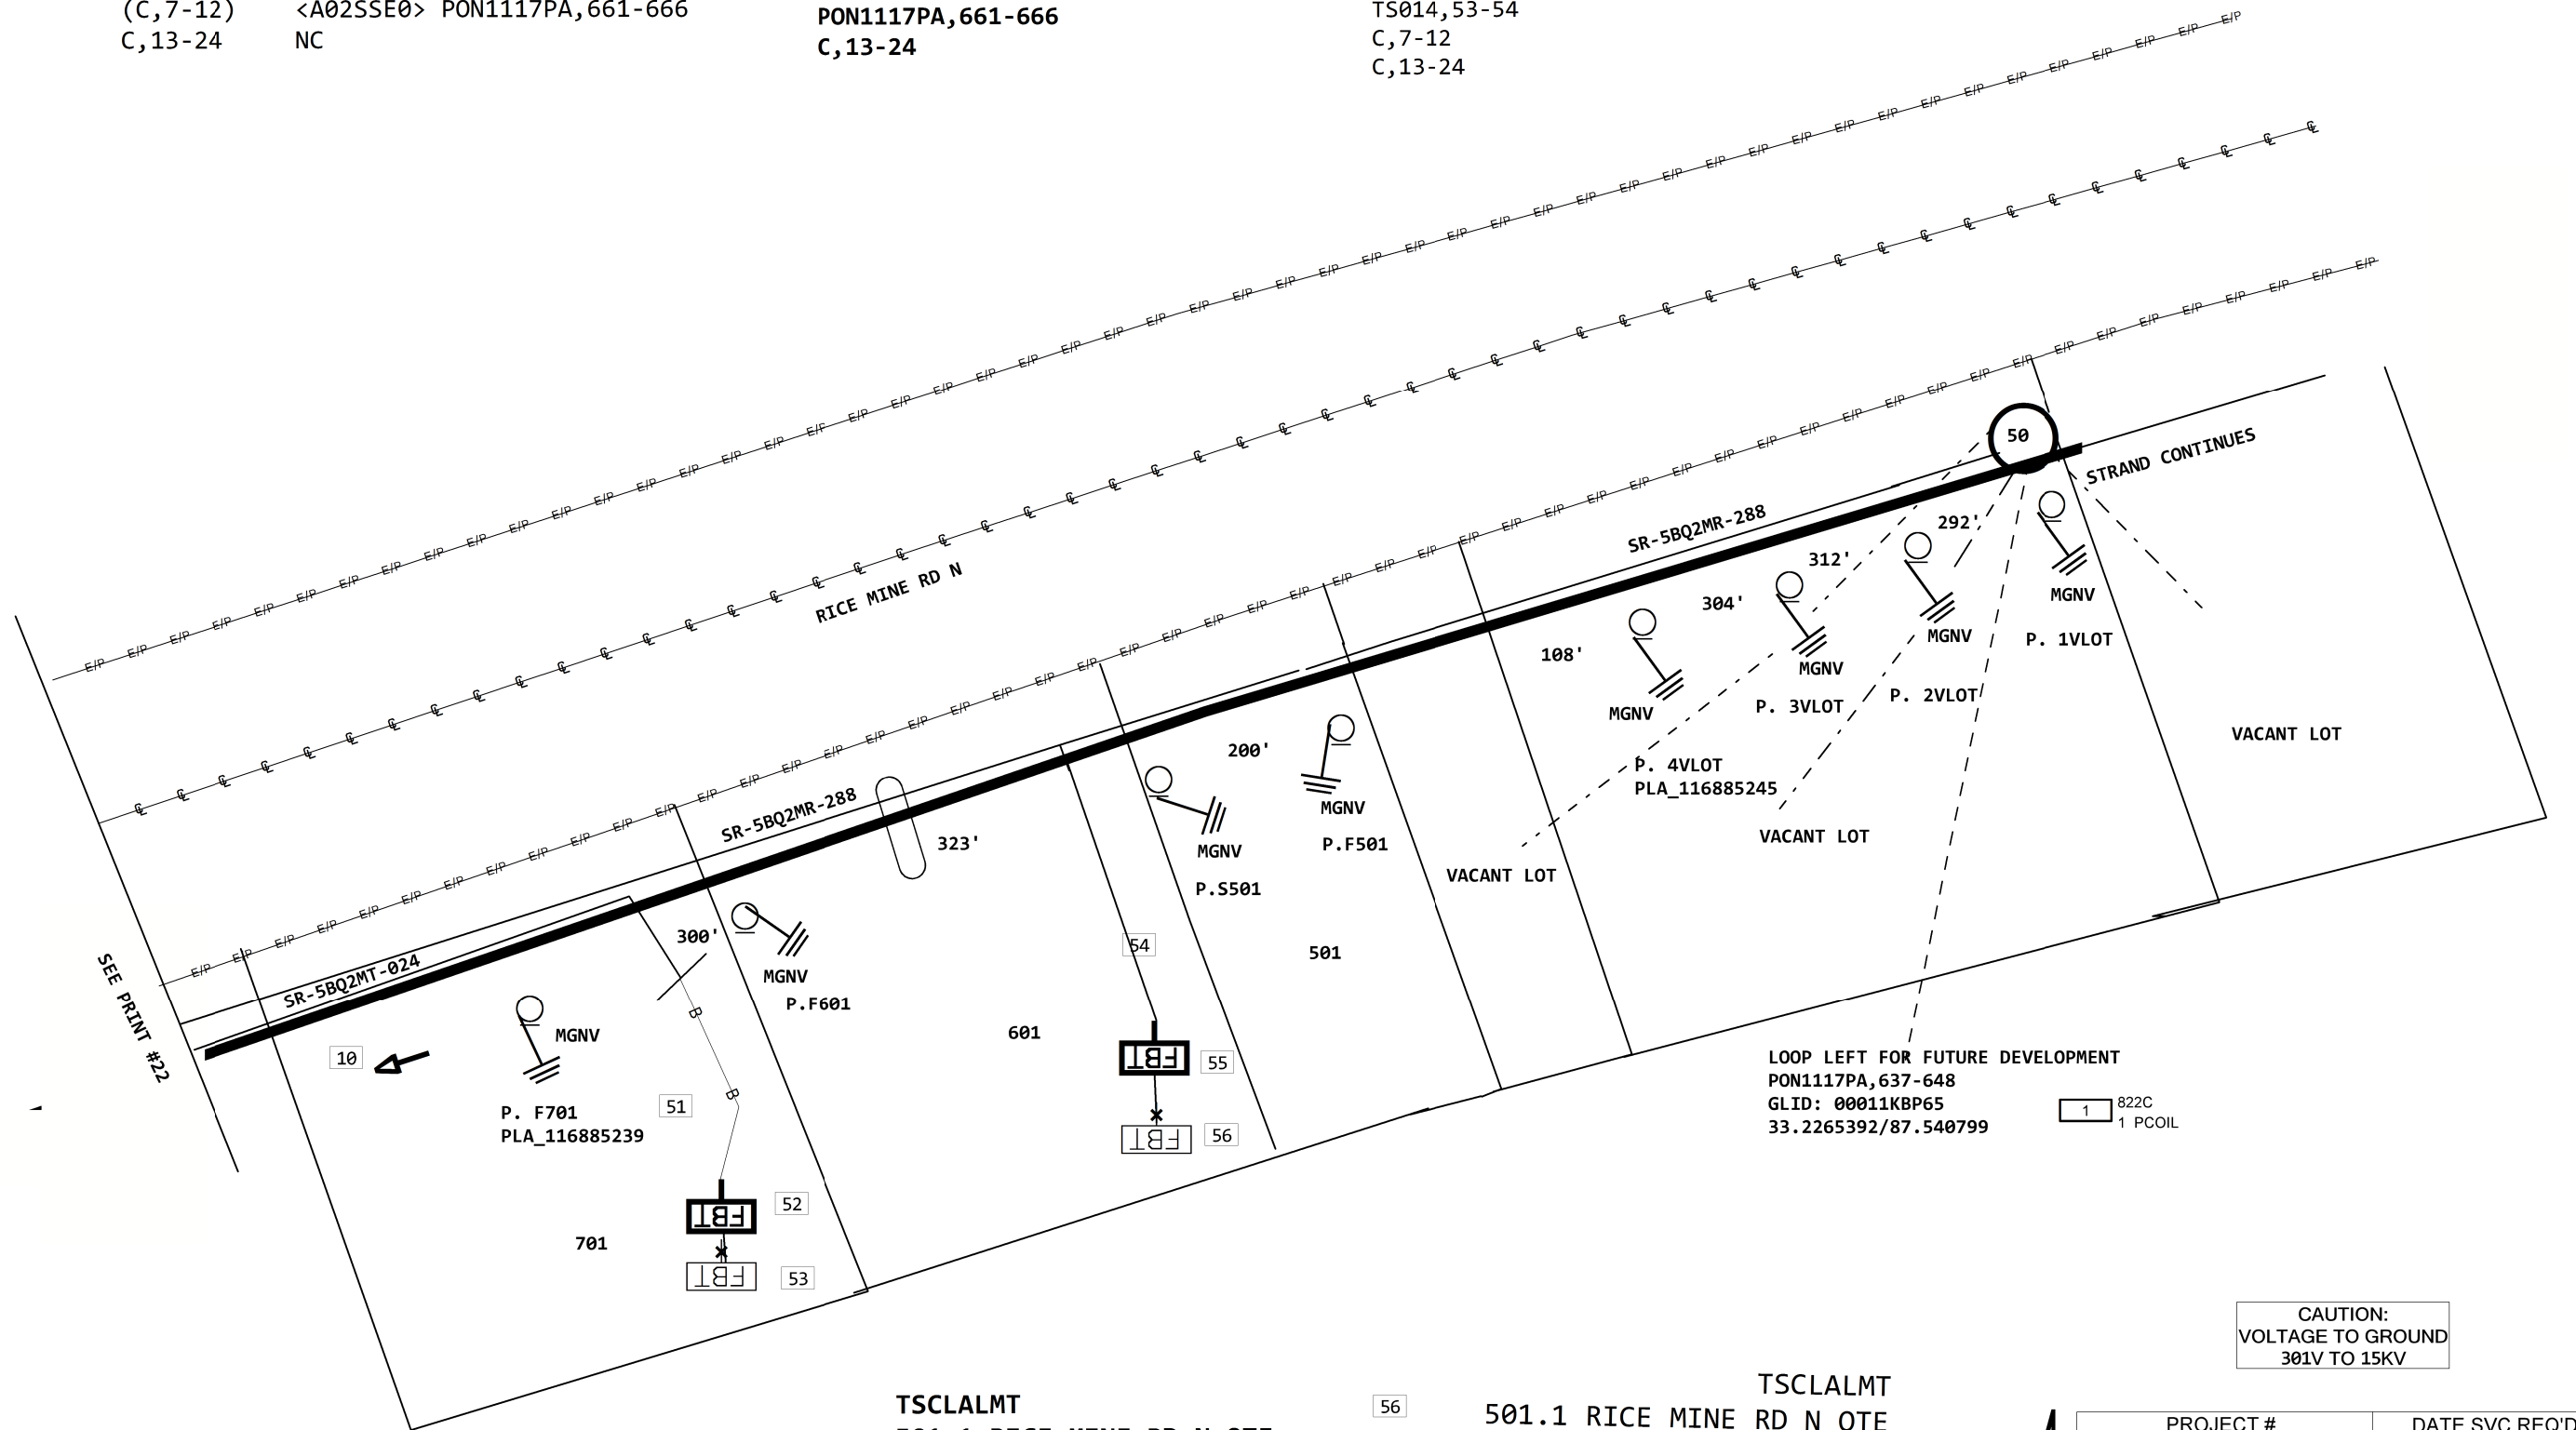 (C,7-12) <A02SSE0> PON1117PA,661-666
C,13-24 NC
PON1117PA,661-666
C,13-24
TS014,53-54
C,7-12
C,13-24
RICE MINE RD N
SEE PRINT #22
SR-5BQ2MT-024
SR-5BQ2MR-288
SR-5BQ2MR-288
50
STRAND CONTINUES
292'
312'
304'
108'
200'
323'
300'
MGNV
P. 1VLOT
MGNV
P. 2VLOT
MGNV
P. 3VLOT
MGNV
P. 4VLOT
PLA_116885245
VACANT LOT
VACANT LOT
VACANT LOT
MGNV
P.F501
MGNV
P.S501
501
54
601
FBT
55
FBT
56
MGNV
P.F601
MGNV
P. F701
PLA_116885239
10
51
FBT
52
FBT
53
701
LOOP LEFT FOR FUTURE DEVELOPMENT
PON1117PA,637-648
GLID: 00011KBP65
33.2265392/87.540799
1
822C
1 PCOIL
CAUTION:
VOLTAGE TO GROUND
301V TO 15KV
TSCLALMT
56
TSCLALMT
501.1 RICE MINE RD N OTE
PROJECT #
DATE SVC REQ'D
E/P E/P E/P E/P E/P E/P E/P E/P E/P E/P
B
B